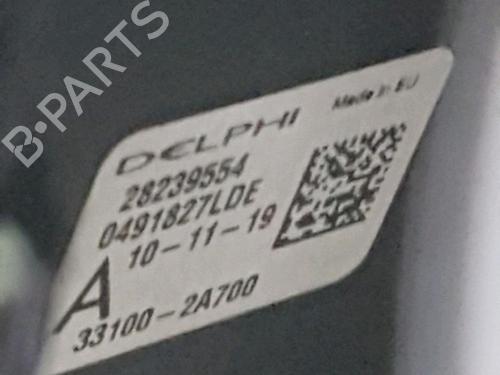 B-PARTS
DELPHI
Made in EU
28239554
0491827LDE
10-11-19
A
33100-2A700